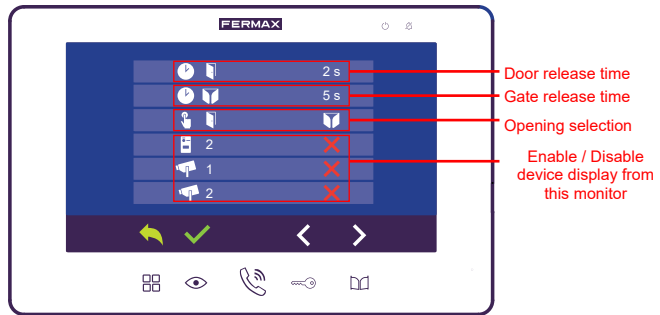 FERMAX
2 s
Door release time
5 s
Gate release time
Opening selection
2
1
2
Enable / Disable
device display from
this monitor